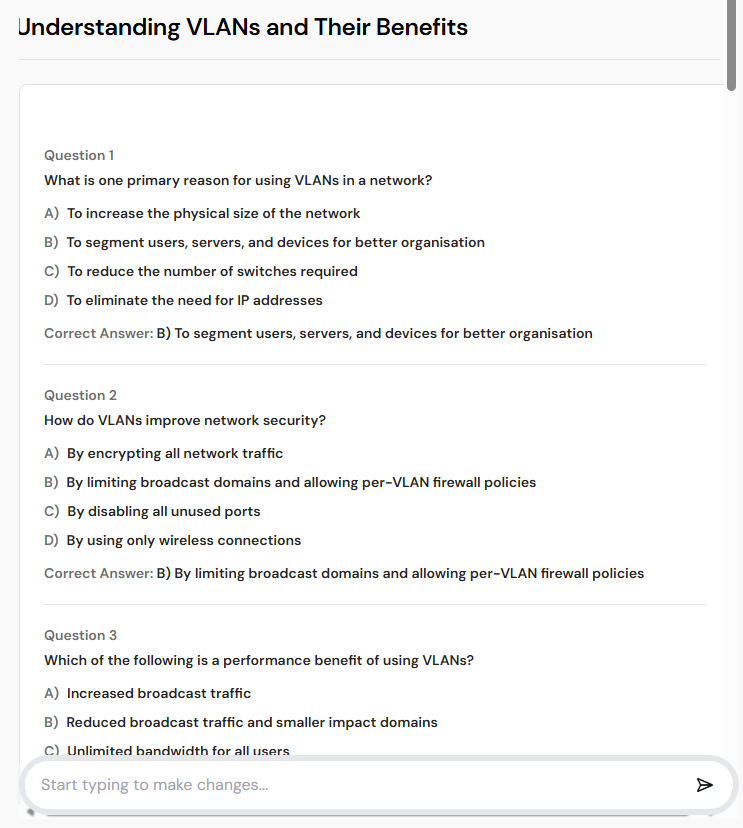 Understanding VLANs and Their Benefits
Question 1
What is one primary reason for using VLANs in a network?
A) To increase the physical size of the network
B) To segment users, servers, and devices for better organisation
C) To reduce the number of switches required
D) To eliminate the need for IP addresses
Correct Answer: B) To segment users, servers, and devices for better organisation
Question 2
How do VLANs improve network security?
A) By encrypting all network traffic
B) By limiting broadcast domains and allowing per-VLAN firewall policies
C) By disabling all unused ports
D) By using only wireless connections
Correct Answer: B) By limiting broadcast domains and allowing per-VLAN firewall policies
Question 3
Which of the following is a performance benefit of using VLANs?
A) Increased broadcast traffic
B) Reduced broadcast traffic and smaller impact domains
C) Unlimited bandwidth for all users
Start typing to make changes...